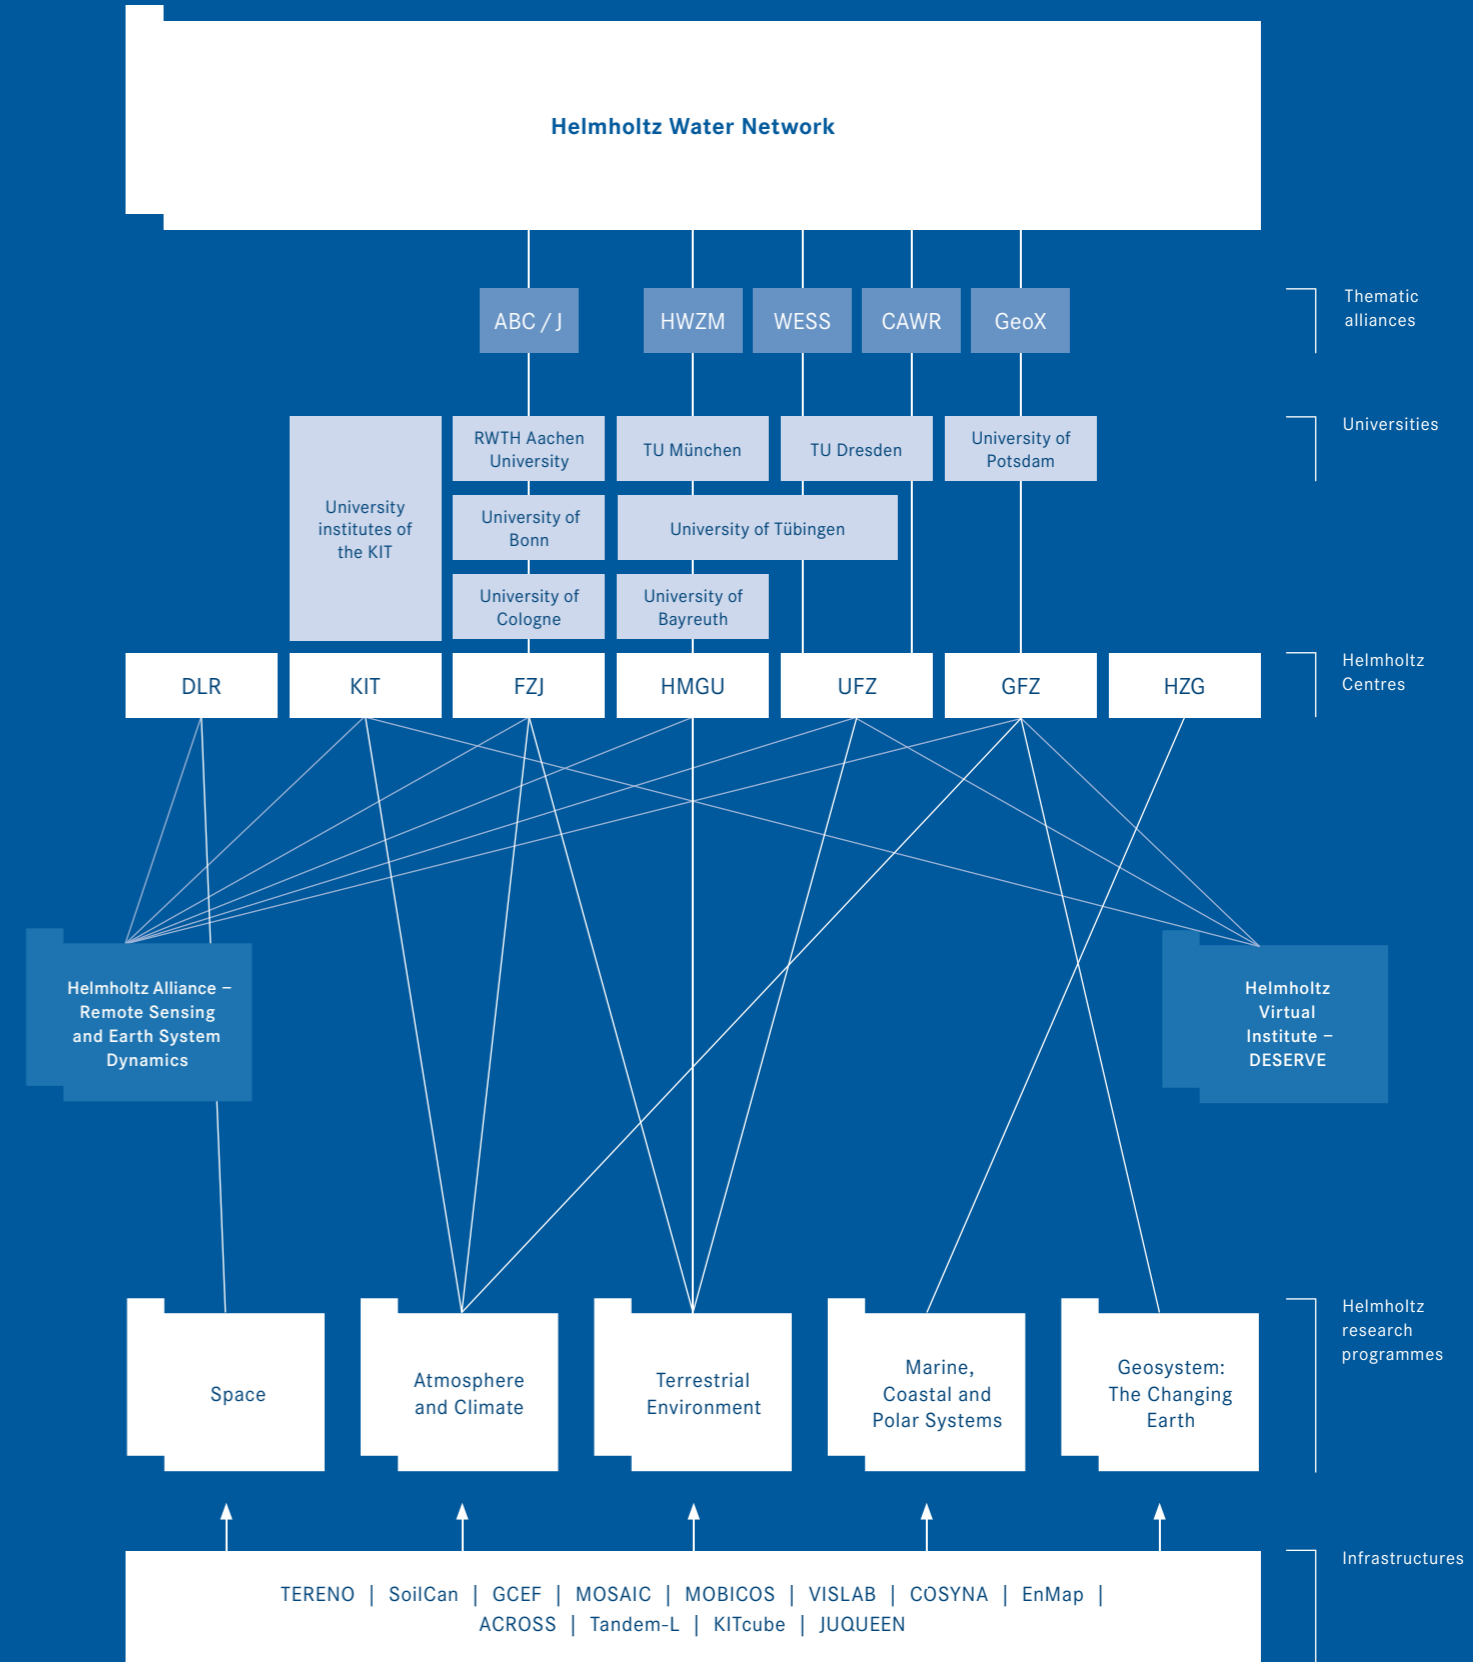 Helmholtz Water Network
ABC / J
HWZM
WESS
CAWR
GeoX
Thematic
alliances
University
institutes of
the KIT
RWTH Aachen
University
TU München
TU Dresden
University of
Potsdam
Universities
University of
Bonn
University of Tübingen
University of
Cologne
University of
Bayreuth
DLR
KIT
FZJ
HMGU
UFZ
GFZ
HZG
Helmholtz
Centres
Helmholtz Alliance –
Remote Sensing
and Earth System
Dynamics
Helmholtz
Virtual
Institute –
DESERVE
Space
Atmosphere
and Climate
Terrestrial
Environment
Marine,
Coastal and
Polar Systems
Geosystem:
The Changing
Earth
Helmholtz
research
programmes
TERENO | SoilCan | GCEF | MOSAIC | MOBICOS | VISLAB | COSYNA | EnMap |
ACROSS | Tandem-L | KITcube | JUQUEEN
Infrastructures